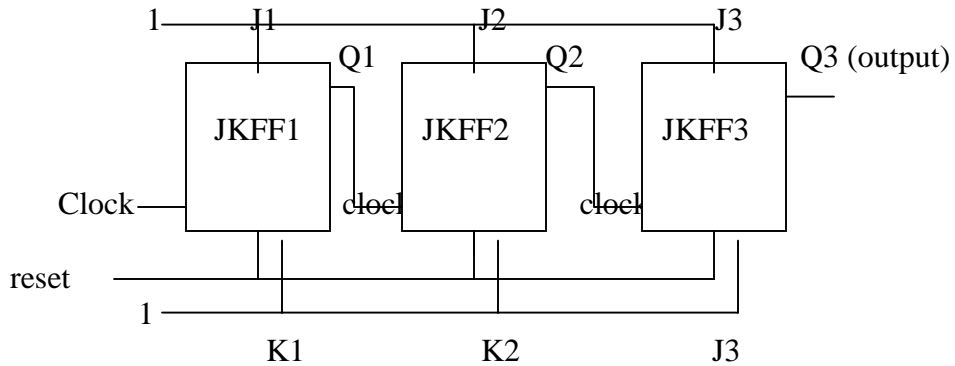 1 J1 J2 J3
Q1 Q2 Q3 (output)
JKFF1 JKFF2 JKFF3
Clock clock clock
reset
1
K1 K2 J3